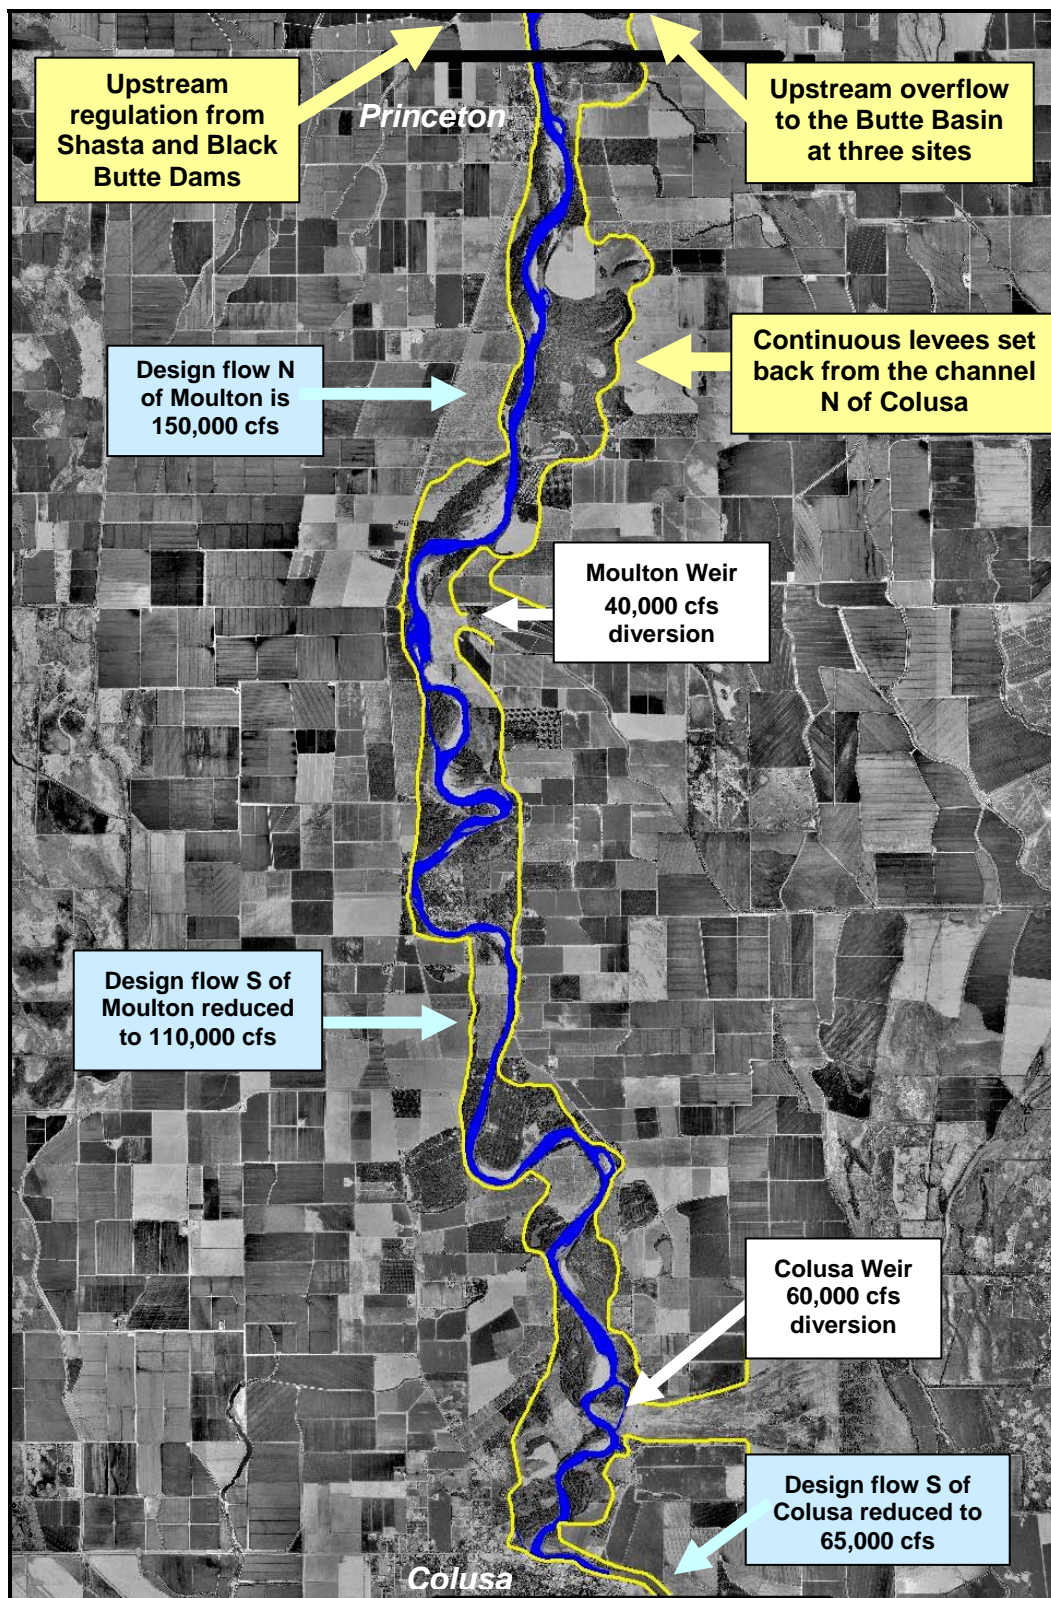 Upstream
regulation from
Shasta and Black
Butte Dams
Princeton
Upstream overflow
to the Butte Basin
at three sites
Continuous levees set
back from the channel
N of Colusa
Design flow N
of Moulton is
150,000 cfs
Moulton Weir
40,000 cfs
diversion
Design flow S of
Moulton reduced
to 110,000 cfs
Colusa Weir
60,000 cfs
diversion
Design flow S of
Colusa reduced to
65,000 cfs
Colusa